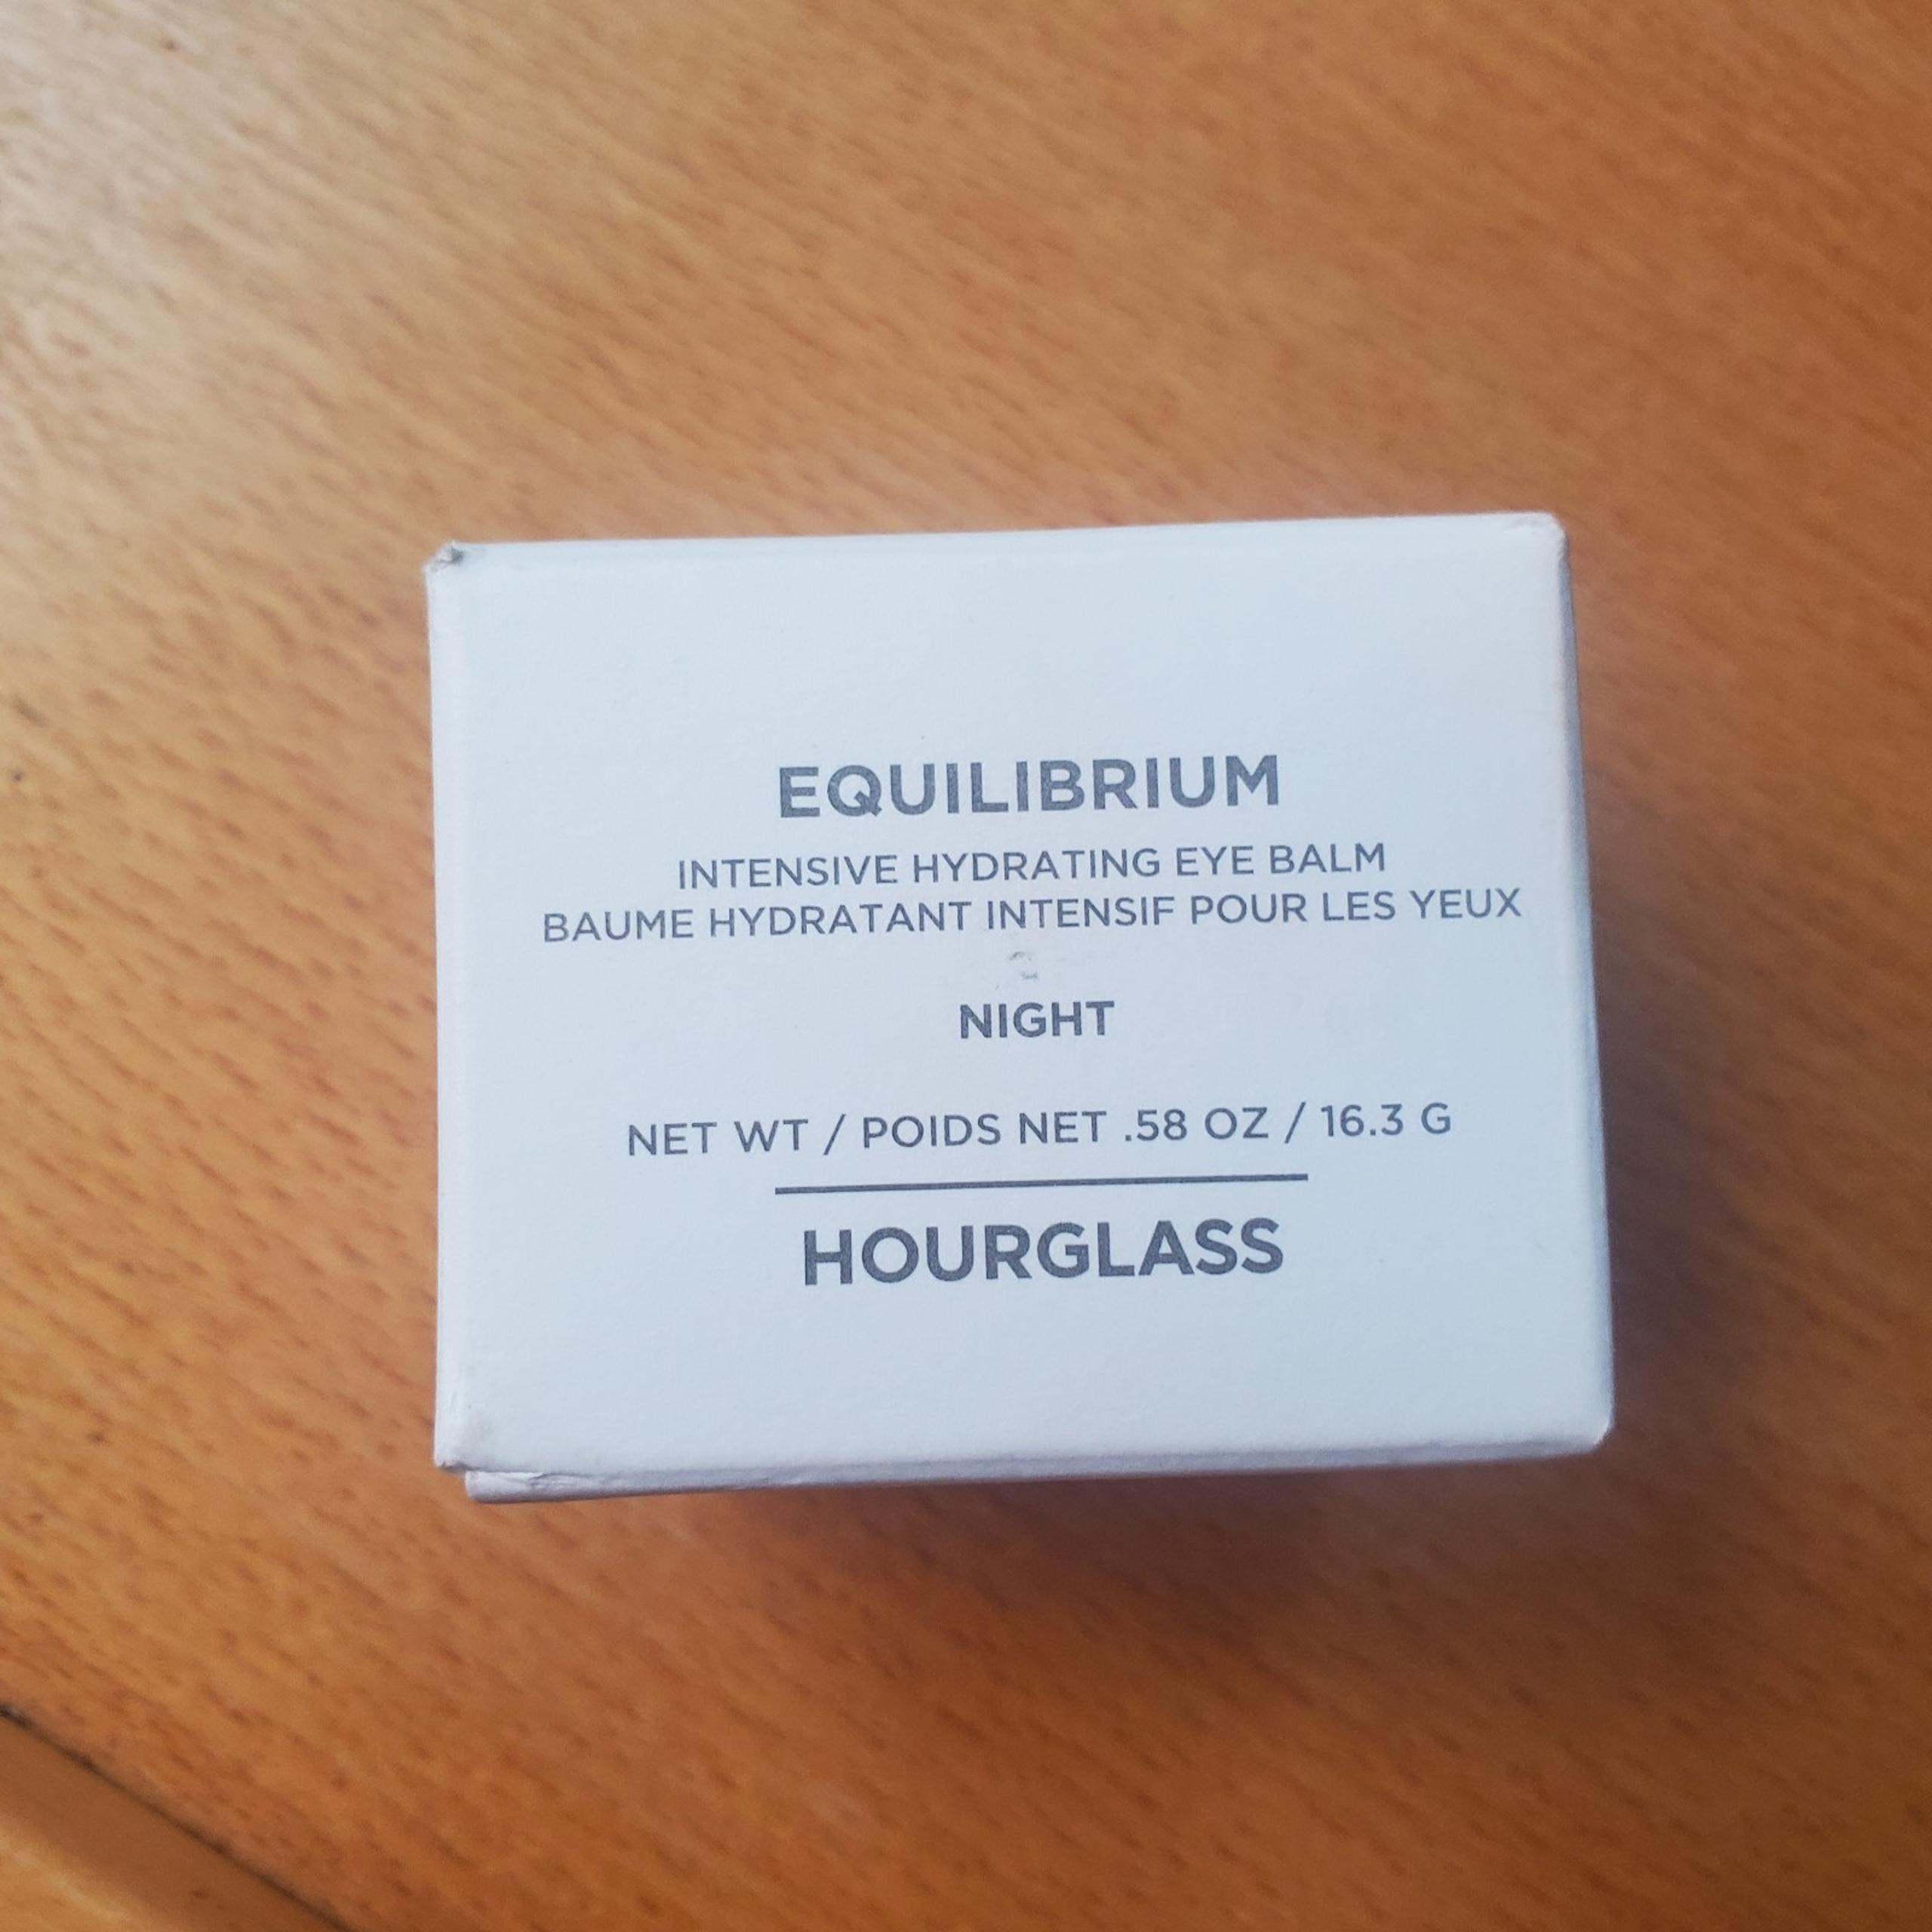 EQUILIBRIUM
INTENSIVE HYDRATING EYE BALM
BAUME HYDRATANT INTENSIF POUR LES YEUX
NIGHT
NET WT / POIDS NET .58 OZ / 16.3 G
HOURGLASS